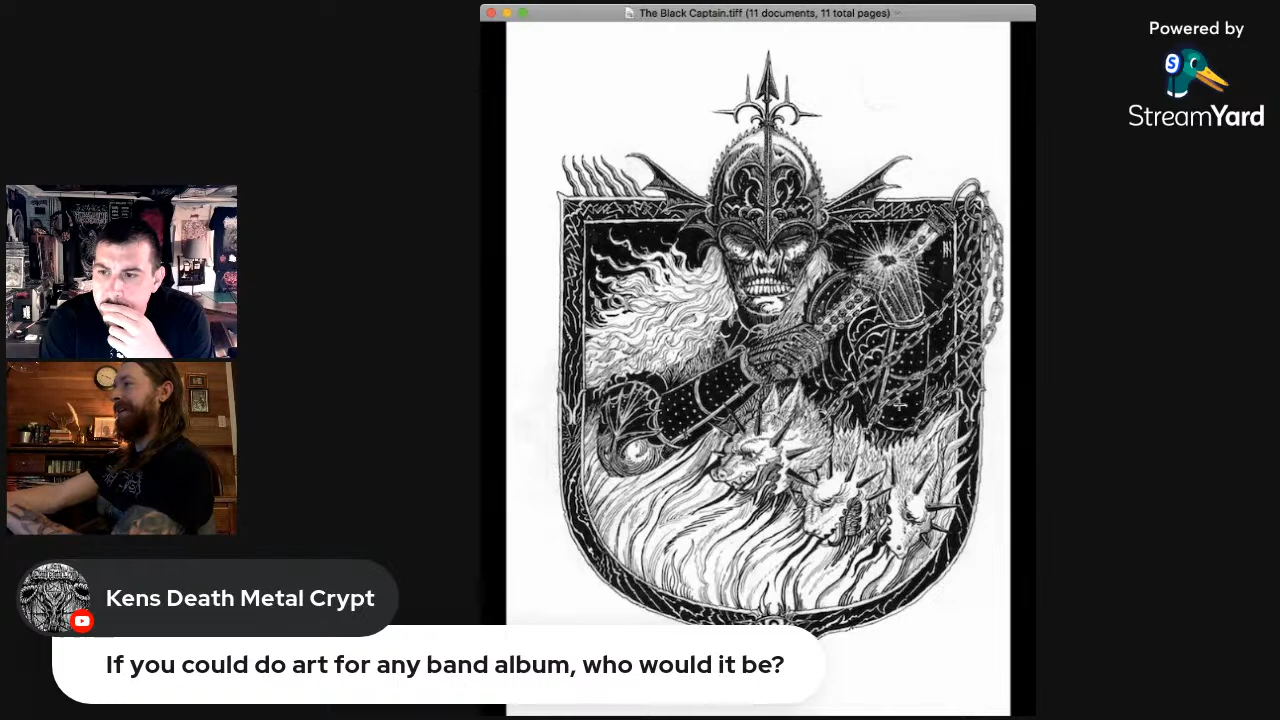 The Black Captain.tiff (11 documents, 11 total pages)
Powered by
StreamYard
Kens Death Metal Crypt
If you could do art for any band album, who would it be?